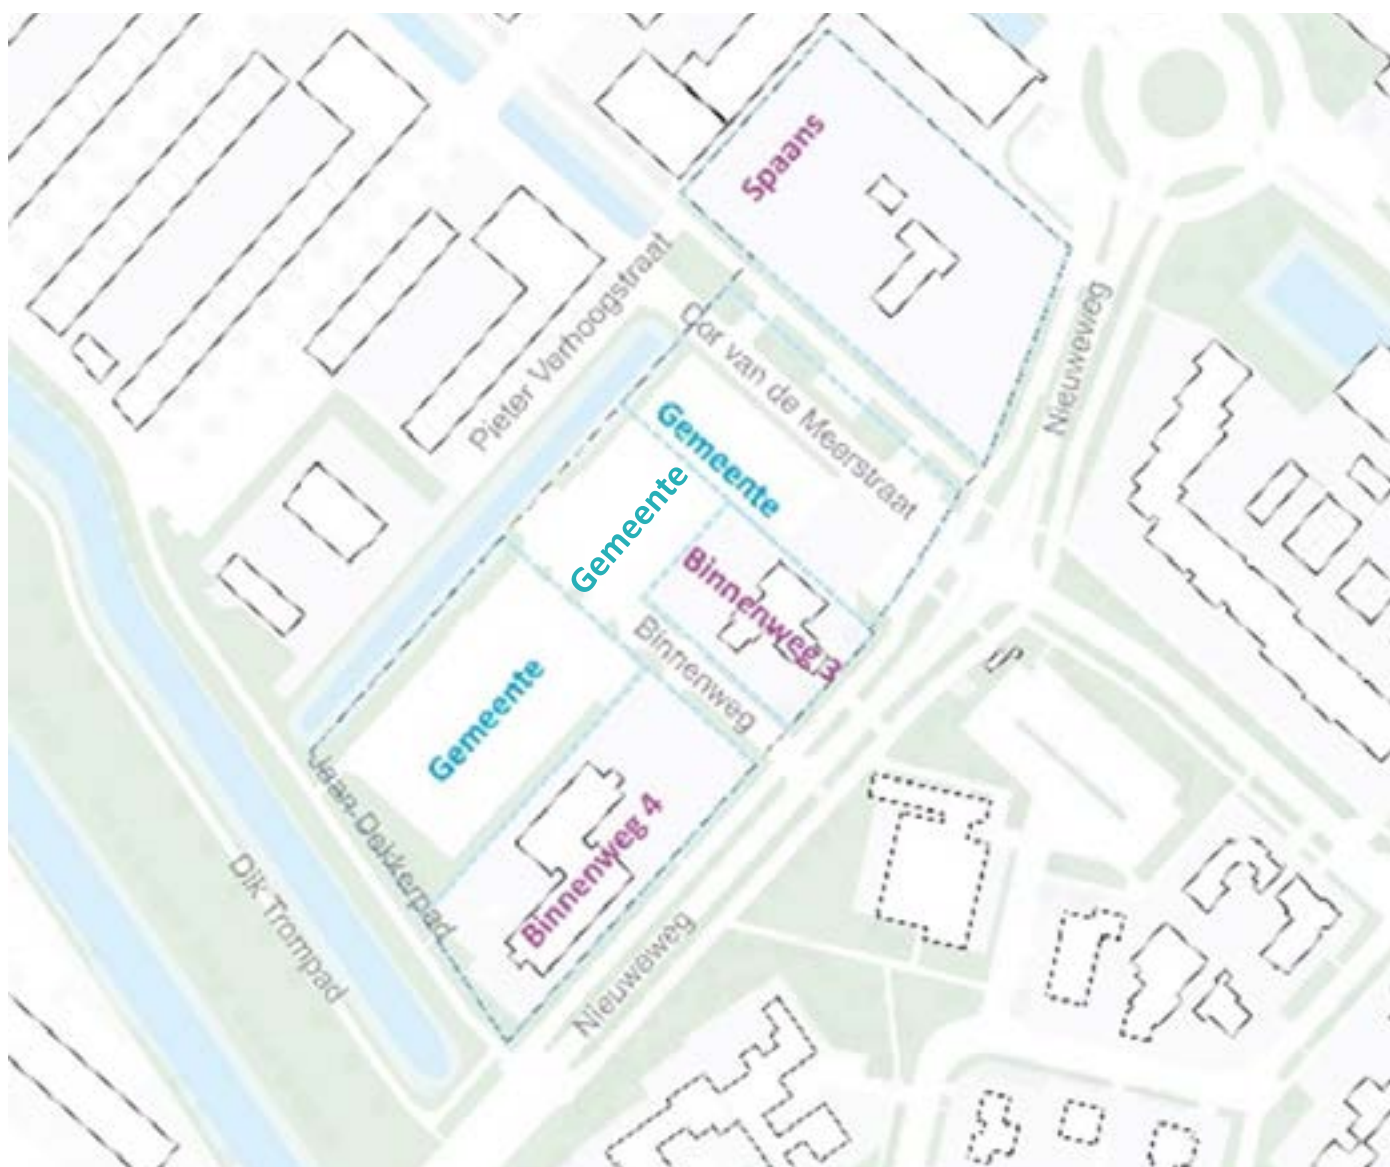 Spaans
Pieter Verhoogstraat
Nieuweweg
Cor van de Meerstraat
Gemeente
Gemeente
Binnenweg 3
Binnenweg
Gemeente
Binnenweg 4
Jaan Dekkerpad
Dik Trompad
Nieuweweg